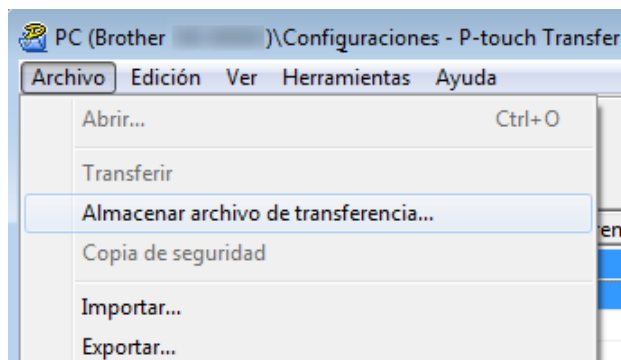 PC (Brother )\Configuraciones - P-touch Transfer
Archivo Edición Ver Herramientas Ayuda
Abrir... Ctrl+O
Transferir
Almacenar archivo de transferencia...
Copia de seguridad
Importar...
Exportar...